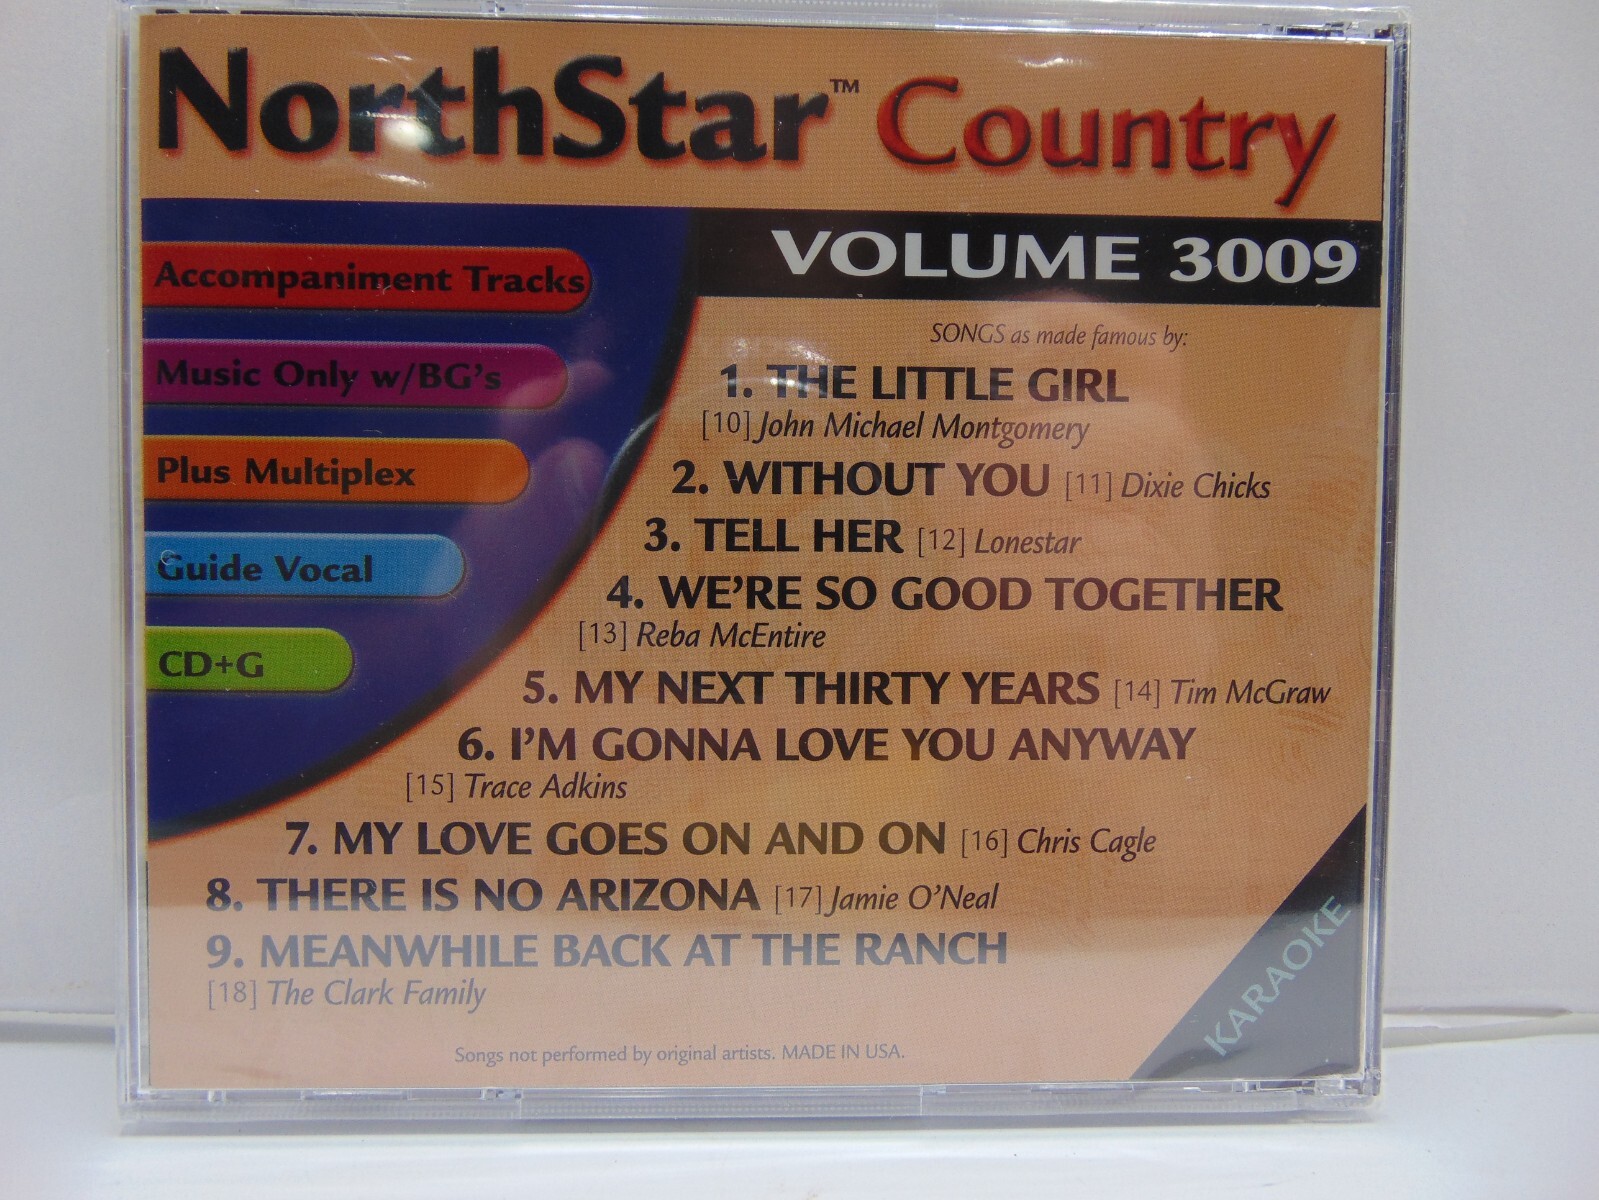 NorthStar™ Country
VOLUME 3009
Accompaniment Tracks
Music Only w/BG's
Plus Multiplex
Guide Vocal
CD+G
SONGS as made famous by:
1. THE LITTLE GIRL
[10] John Michael Montgomery
2. WITHOUT YOU [11] Dixie Chicks
3. TELL HER [12] Lonestar
4. WE'RE SO GOOD TOGETHER
[13] Reba McEntire
5. MY NEXT THIRTY YEARS [14] Tim McGraw
6. I'M GONNA LOVE YOU ANYWAY
[15] Trace Adkins
7. MY LOVE GOES ON AND ON [16] Chris Cagle
8. THERE IS NO ARIZONA [17] Jamie O'Neal
9. MEANWHILE BACK AT THE RANCH
[18] The Clark Family
KARAOKE
Songs not performed by original artists. MADE IN USA.